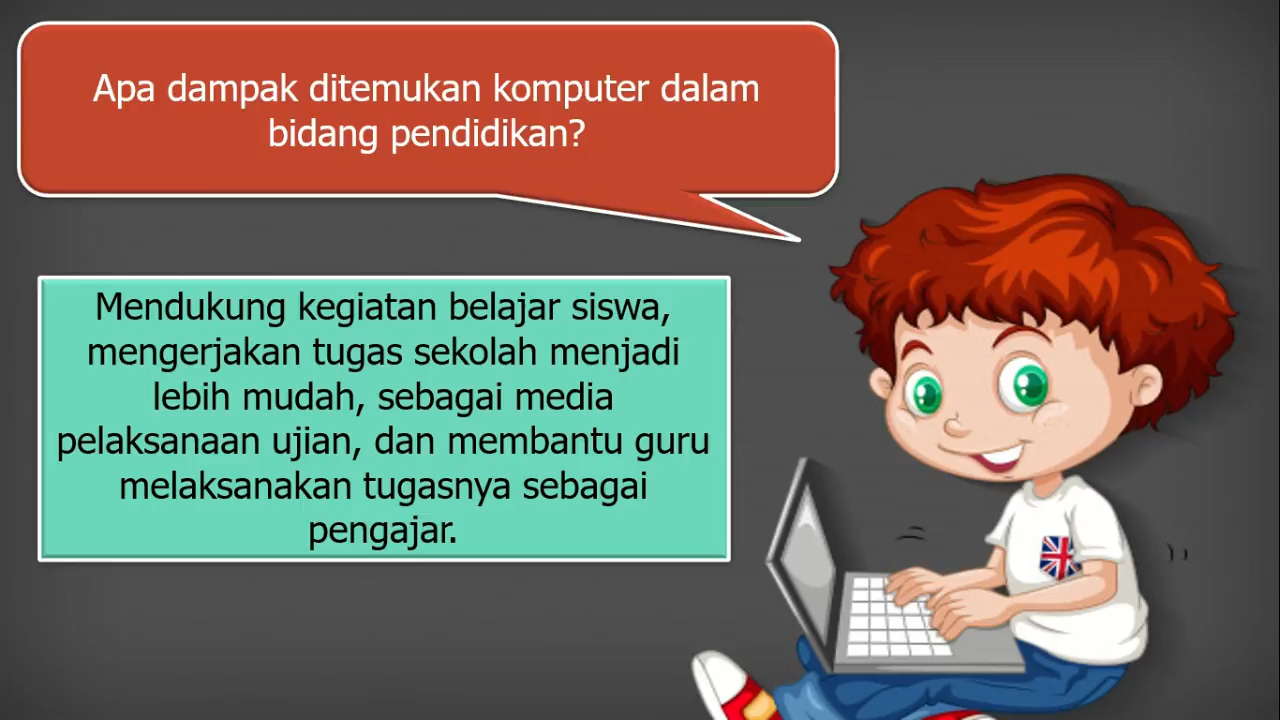 Apa dampak ditemukan komputer dalam
bidang pendidikan?
Mendukung kegiatan belajar siswa,
mengerjakan tugas sekolah menjadi
lebih mudah, sebagai media
pelaksanaan ujian, dan membantu guru
melaksanakan tugasnya sebagai
pengajar.